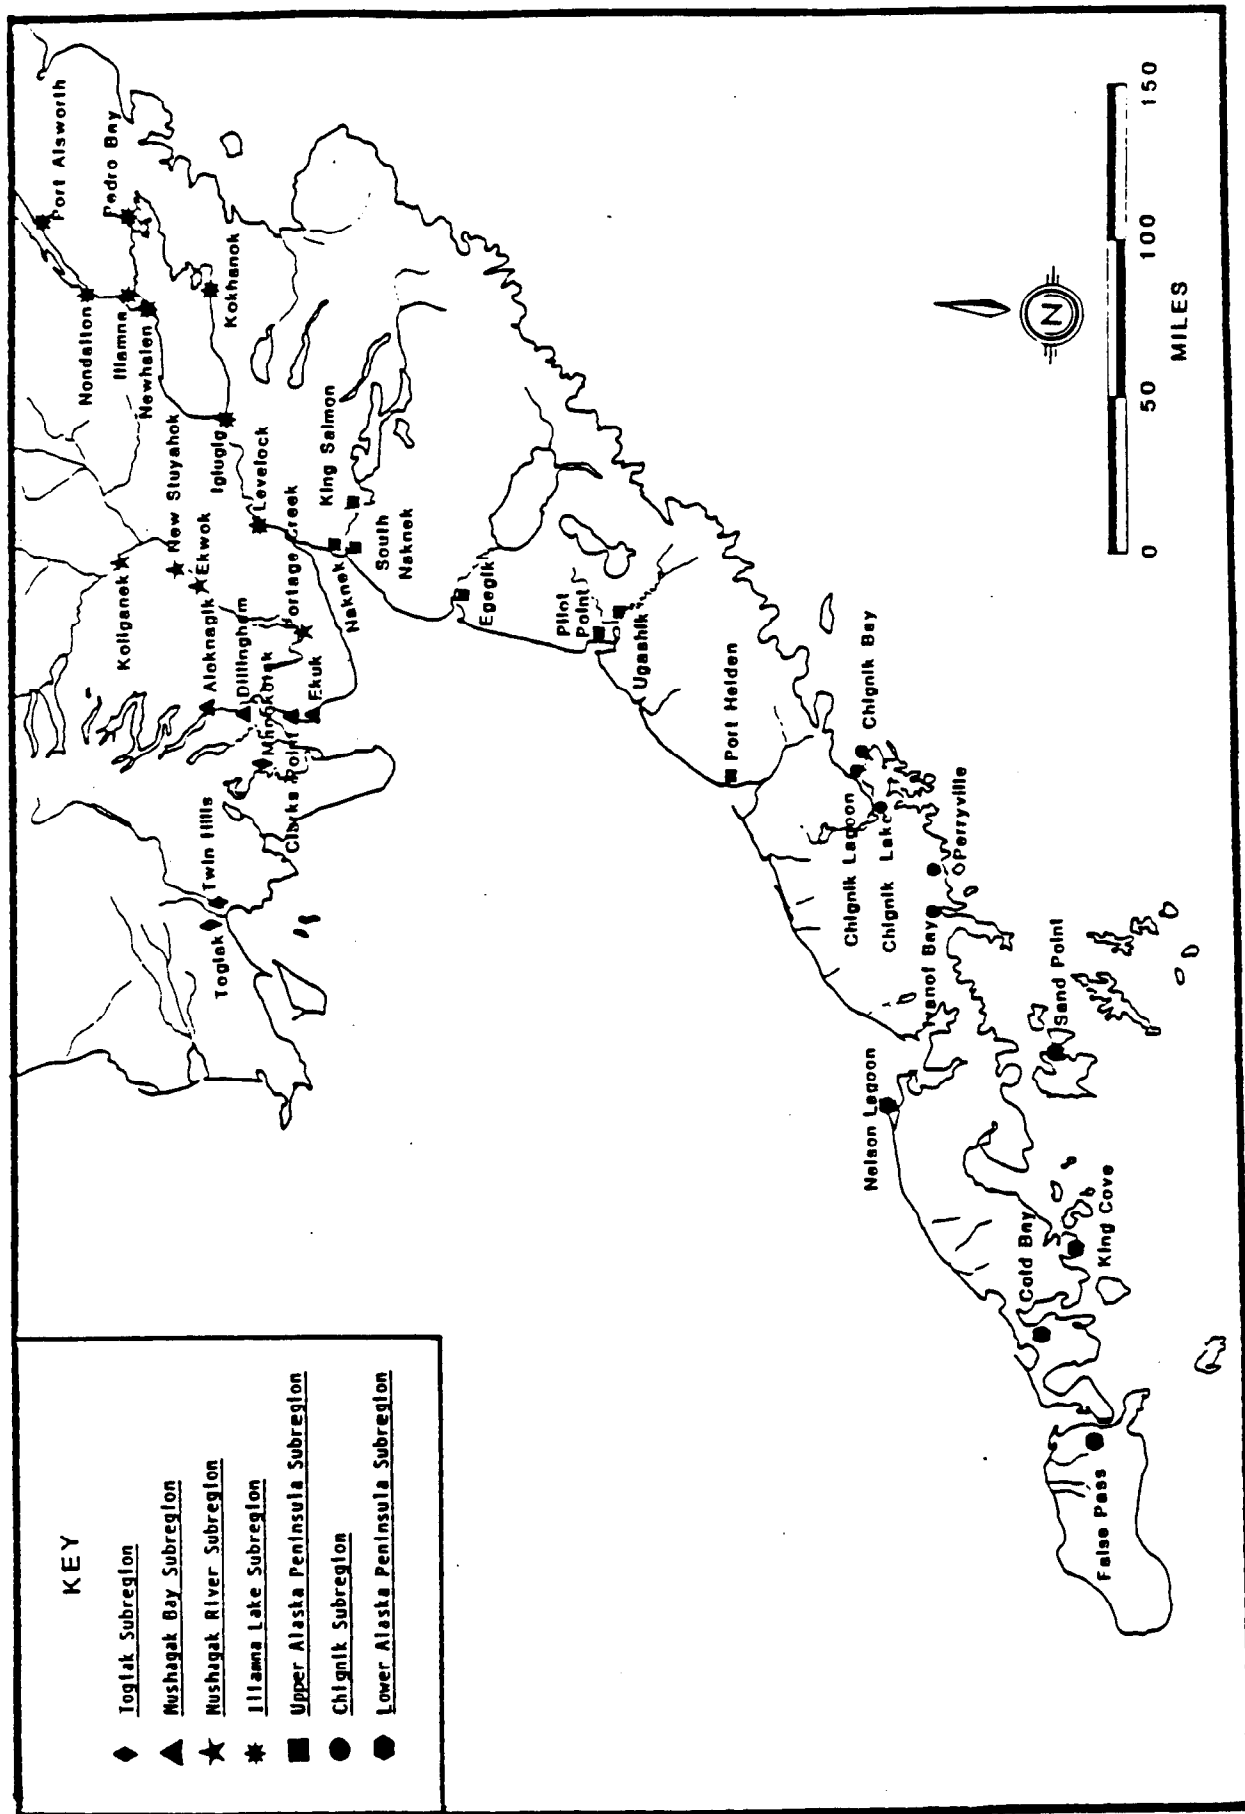 KEY
Togiak Subregion
Nushagak Bay Subregion
Nushagak River Subregion
Iliamna Lake Subregion
Upper Alaska Peninsula Subregion
Chignik Subregion
Lower Alaska Peninsula Subregion
Port Alsworth
Pedro Bay
Nondalton
Iliamna
Newhalen
Kokhanok
Igiugig
Levelock
Koliganek
New Stuyahok
Ekwok
Portage Creek
Aleknagik
Dillingham
Manokotak
Clarks Point
Ekuk
Twin Hills
Togiak
King Salmon
Naknek
South
Naknek
Egegik
Pilot
Point
Ugashik
Port Heiden
Chignik Bay
Chignik Lagoon
Chignik Lake
Perryville
Ivanof Bay
Sand Point
Nelson Lagoon
King Cove
Cold Bay
False Pass
N
0 50 100 150
MILES